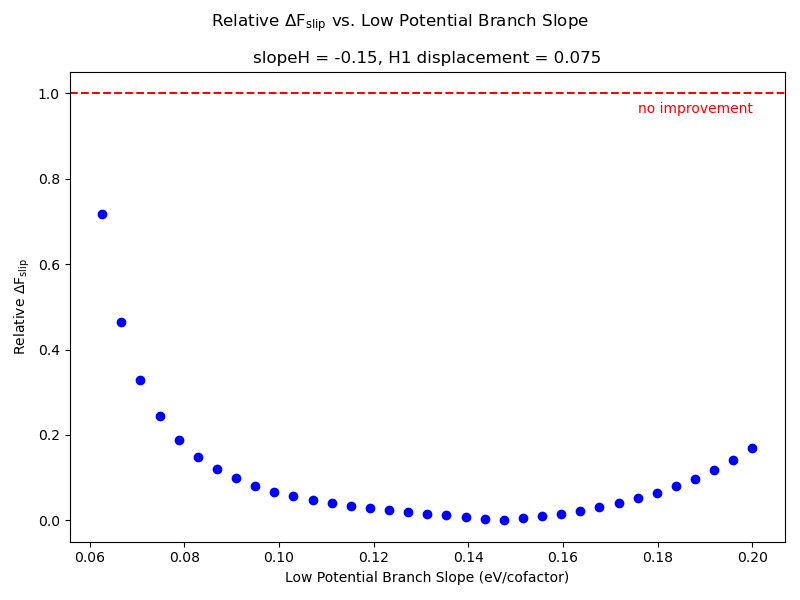 Relative ΔF_slip vs. Low Potential Branch Slope
slopeH = -0.15, H1 displacement = 0.075
1.0
no improvement
0.8
0.6
0.4
0.2
0.0
Relative ΔF_slip
0.06 0.08 0.10 0.12 0.14 0.16 0.18 0.20
Low Potential Branch Slope (eV/cofactor)